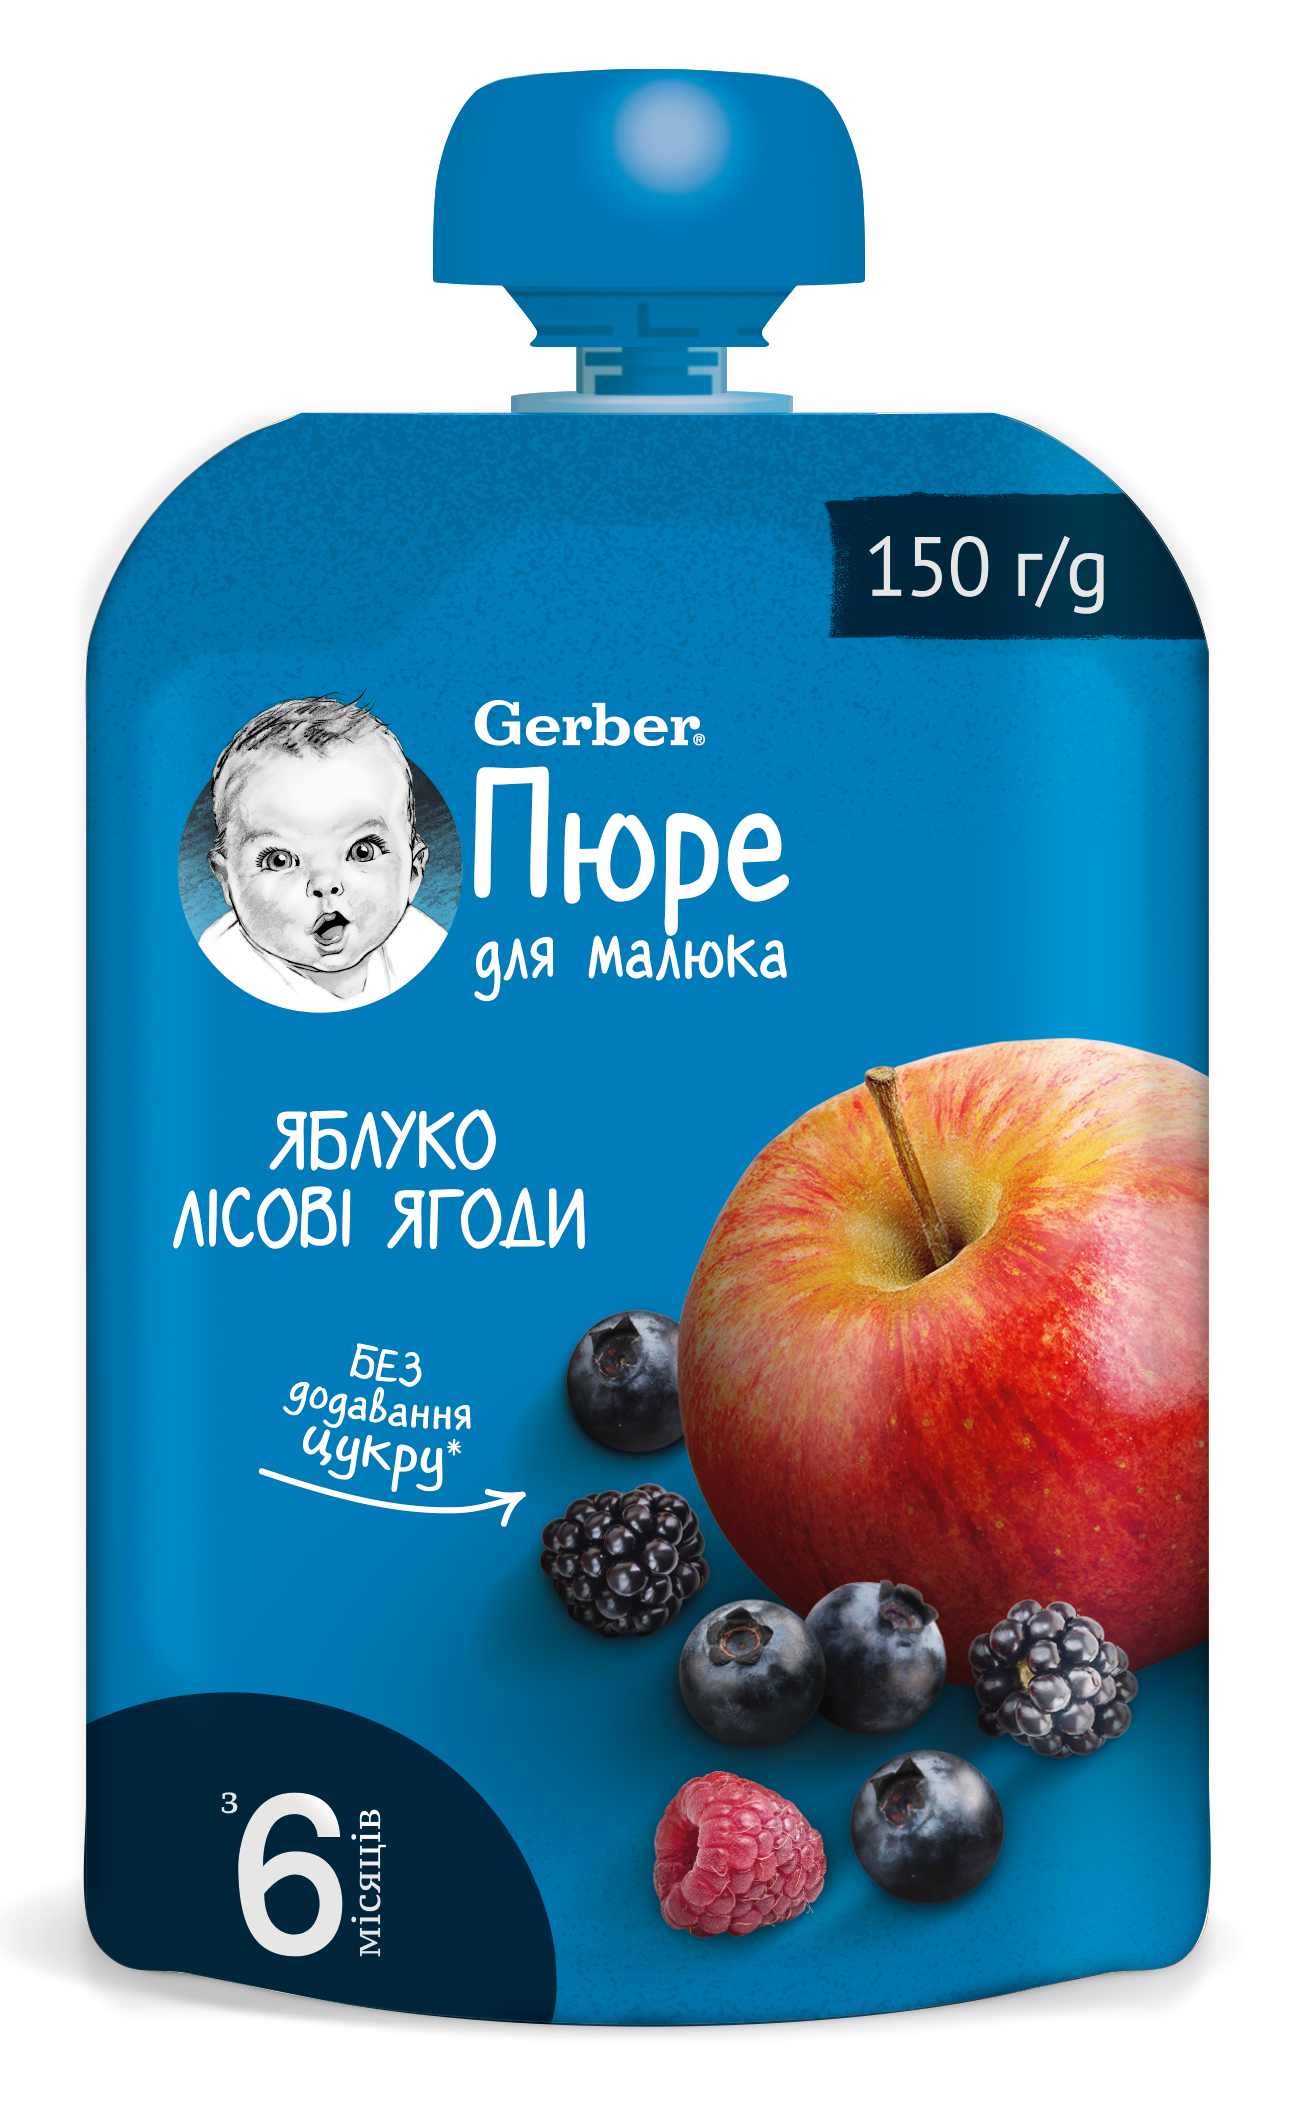 150 г/g
Gerber®
Пюре
для малюка
ЯБЛУКО
ЛІСОВІ ЯГОДИ
БЕЗ
додавання
цукру*
з 6 місяців